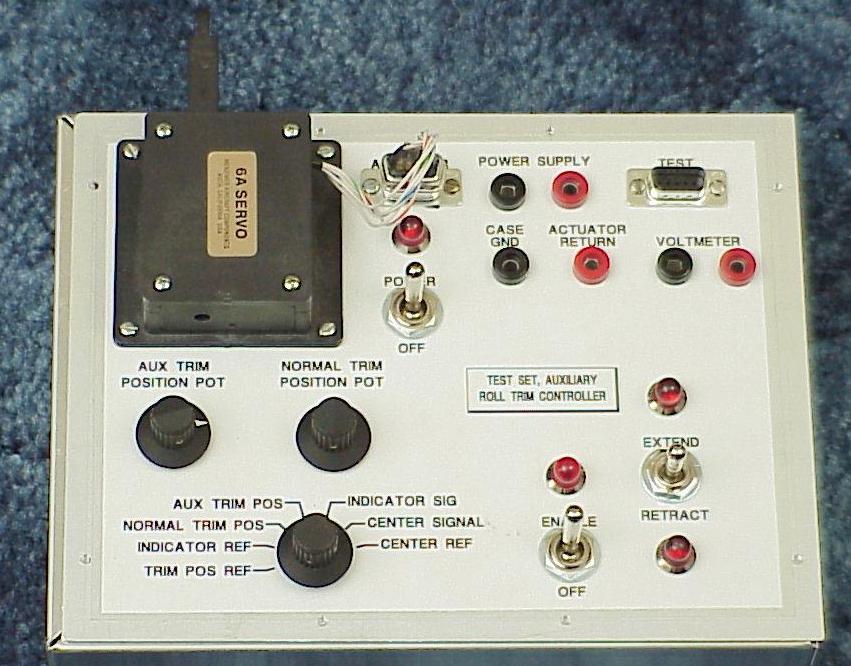 6A SERVO
POWER SUPPLY
TEST
CASE
GND
ACTUATOR
RETURN
VOLTMETER
OFF
AUX TRIM
POSITION POT
NORMAL TRIM
POSITION POT
TEST SET, AUXILIARY
ROLL TRIM CONTROLLER
EXTEND
RETRACT
AUX TRIM POS
INDICATOR SIG
NORMAL TRIM POS
CENTER SIGNAL
INDICATOR REF
CENTER REF
TRIM POS REF
OFF